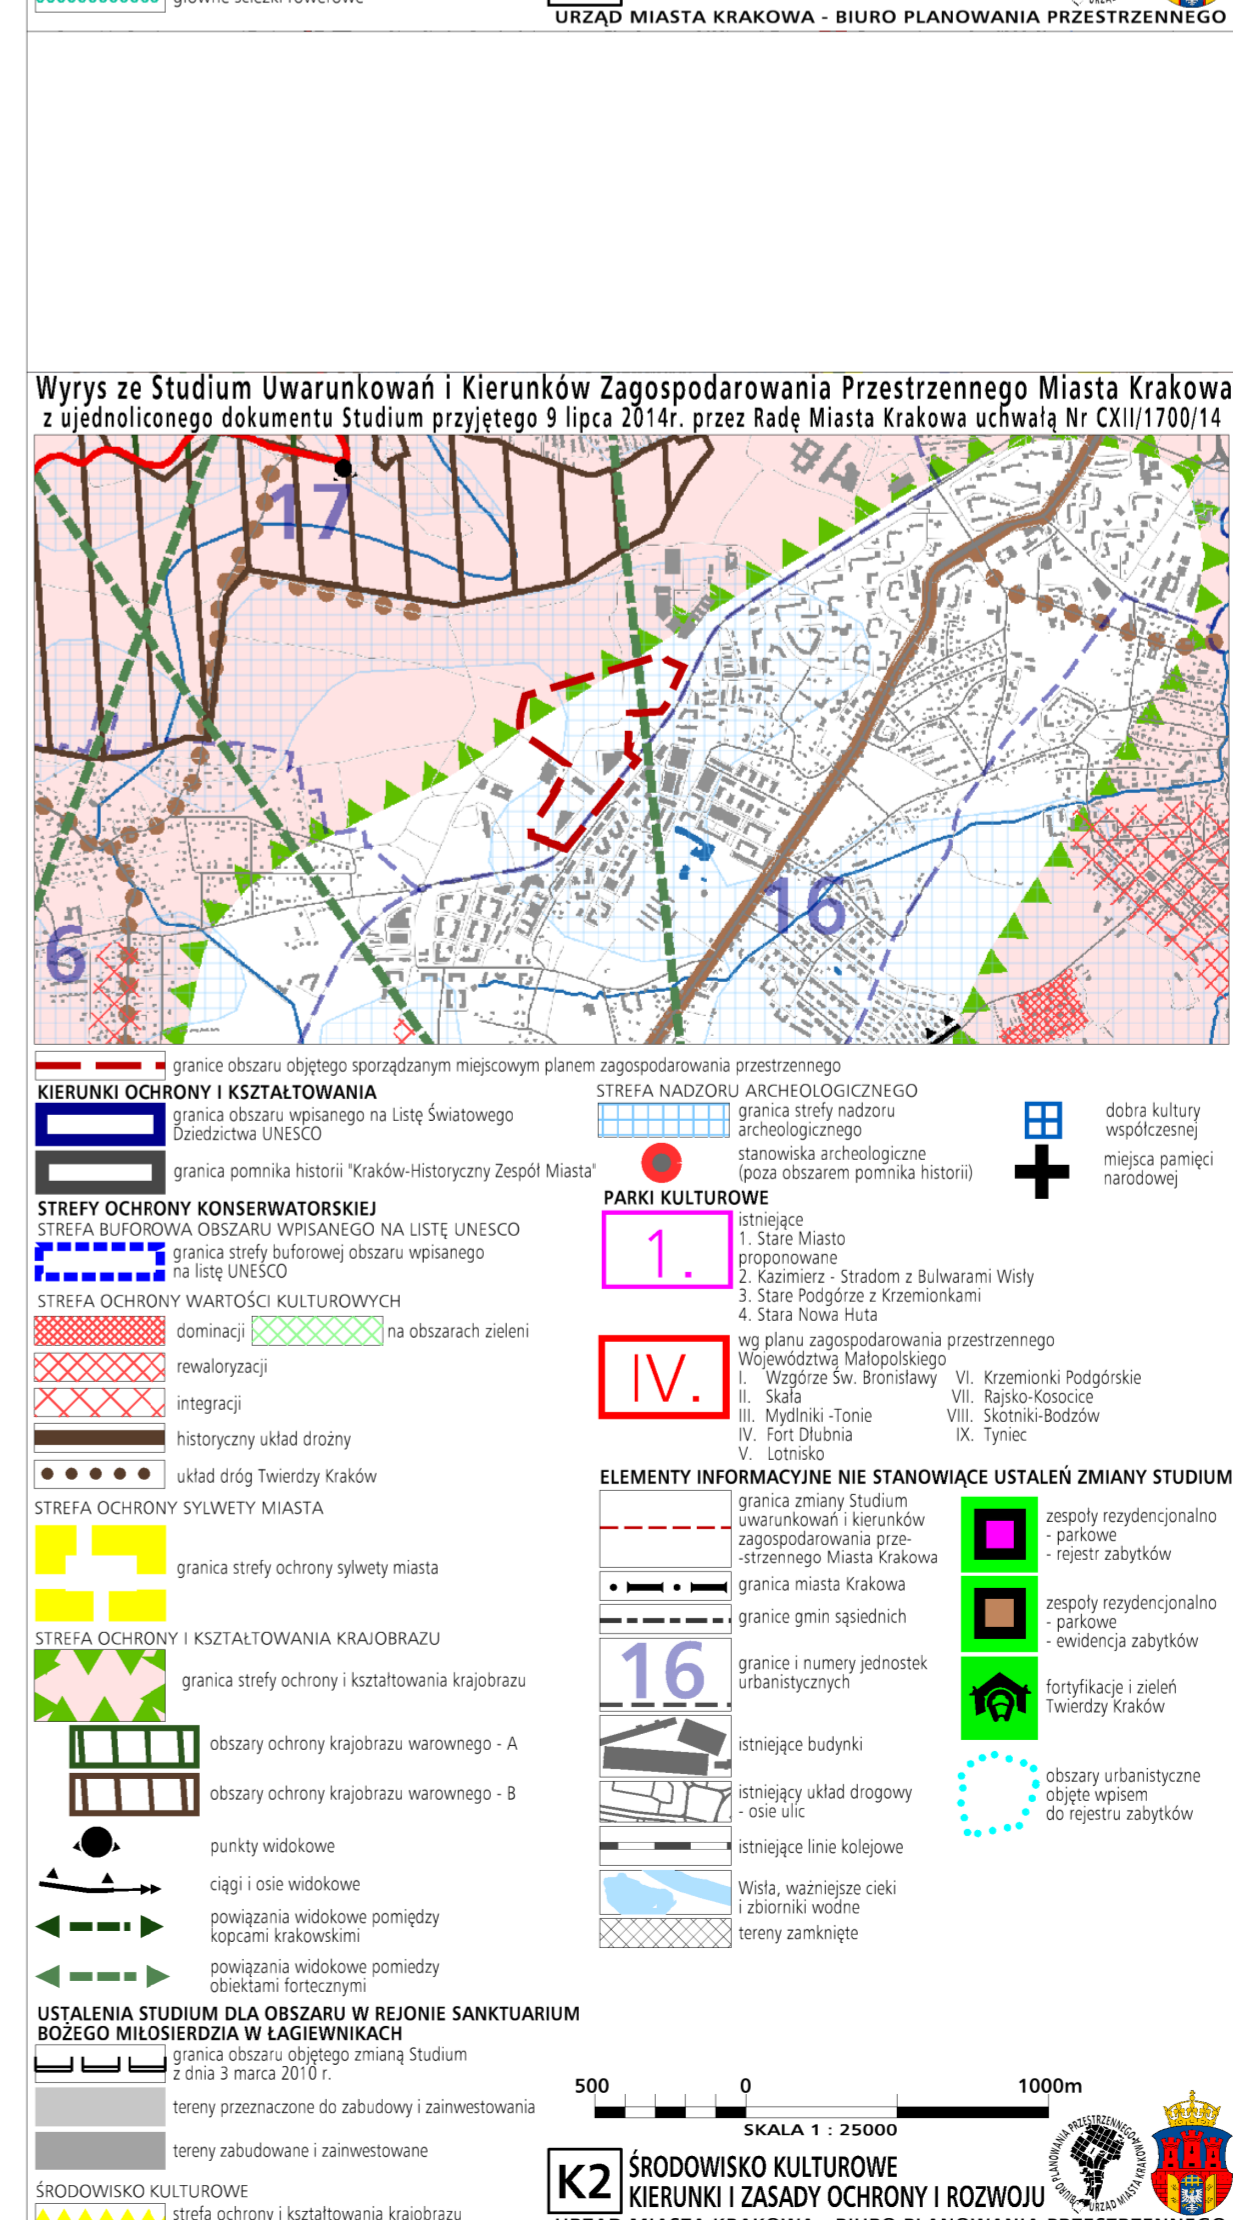 główne ścieżki rowerowe
URZĄD MIASTA KRAKOWA - BIURO PLANOWANIA PRZESTRZENNEGO
Wyrys ze Studium Uwarunkowań i Kierunków Zagospodarowania Przestrzennego Miasta Krakowa
z ujednoliconego dokumentu Studium przyjętego 9 lipca 2014r. przez Radę Miasta Krakowa uchwałą Nr CXII/1700/14
17
16
6
granice obszaru objętego sporządzanym miejscowym planem zagospodarowania przestrzennego
KIERUNKI OCHRONY I KSZTAŁTOWANIA
granica obszaru wpisanego na Listę Światowego
Dziedzictwa UNESCO
granica pomnika historii "Kraków-Historyczny Zespół Miasta"
STREFY OCHRONY KONSERWATORSKIEJ
STREFA BUFOROWA OBSZARU WPISANEGO NA LISTĘ UNESCO
granica strefy buforowej obszaru wpisanego
na listę UNESCO
STREFA OCHRONY WARTOŚCI KULTUROWYCH
dominacji
na obszarach zieleni
rewaloryzacji
integracji
historyczny układ drożny
układ dróg Twierdzy Kraków
STREFA OCHRONY SYLWETY MIASTA
granica strefy ochrony sylwety miasta
STREFA OCHRONY I KSZTAŁTOWANIA KRAJOBRAZU
granica strefy ochrony i kształtowania krajobrazu
obszary ochrony krajobrazu warownego - A
obszary ochrony krajobrazu warownego - B
punkty widokowe
ciągi i osie widokowe
powiązania widokowe pomiędzy
kopcami krakowskimi
powiązania widokowe pomiedzy
obiektami fortecznymi
USTALENIA STUDIUM DLA OBSZARU W REJONIE SANKTUARIUM
BOŻEGO MIŁOSIERDZIA W ŁAGIEWNIKACH
granica obszaru objętego zmianą Studium
z dnia 3 marca 2010 r.
tereny przeznaczone do zabudowy i zainwestowania
tereny zabudowane i zainwestowane
ŚRODOWISKO KULTUROWE
strefa ochrony i kształtowania krajobrazu
STREFA NADZORU ARCHEOLOGICZNEGO
granica strefy nadzoru
archeologicznego
stanowiska archeologiczne
(poza obszarem pomnika historii)
dobra kultury
współczesnej
miejsca pamięci
narodowej
PARKI KULTUROWE
1.
istniejące
1. Stare Miasto
proponowane
2. Kazimierz - Stradom z Bulwarami Wisły
3. Stare Podgórze z Krzemionkami
4. Stara Nowa Huta
IV.
wg planu zagospodarowania przestrzennego
Województwa Małopolskiego
I. Wzgórze Św. Bronisławy VI. Krzemionki Podgórskie
II. Skała VII. Rajsko-Kosocice
III. Mydlniki -Tonie VIII. Skotniki-Bodzów
IV. Fort Dłubnia IX. Tyniec
V. Lotnisko
ELEMENTY INFORMACYJNE NIE STANOWIĄCE USTALEŃ ZMIANY STUDIUM
granica zmiany Studium
uwarunkowań i kierunków
zagospodarowania prze-
-strzennego Miasta Krakowa
granica miasta Krakowa
granice gmin sąsiednich
16
granice i numery jednostek
urbanistycznych
istniejące budynki
istniejący układ drogowy
- osie ulic
istniejące linie kolejowe
Wisła, ważniejsze cieki
i zbiorniki wodne
tereny zamknięte
zespoły rezydencjonalno
- parkowe
- rejestr zabytków
zespoły rezydencjonalno
- parkowe
- ewidencja zabytków
fortyfikacje i zieleń
Twierdzy Kraków
obszary urbanistyczne
objęte wpisem
do rejestru zabytków
500 0 1000m
SKALA 1 : 25000
K2
ŚRODOWISKO KULTUROWE
KIERUNKI I ZASADY OCHRONY I ROZWOJU
BIURO PLANOWANIA PRZESTRZENNEGO
URZĄD MIASTA KRAKOWA
URZĄD MIASTA KRAKOWA - BIURO PLANOWANIA PRZESTRZENNEGO